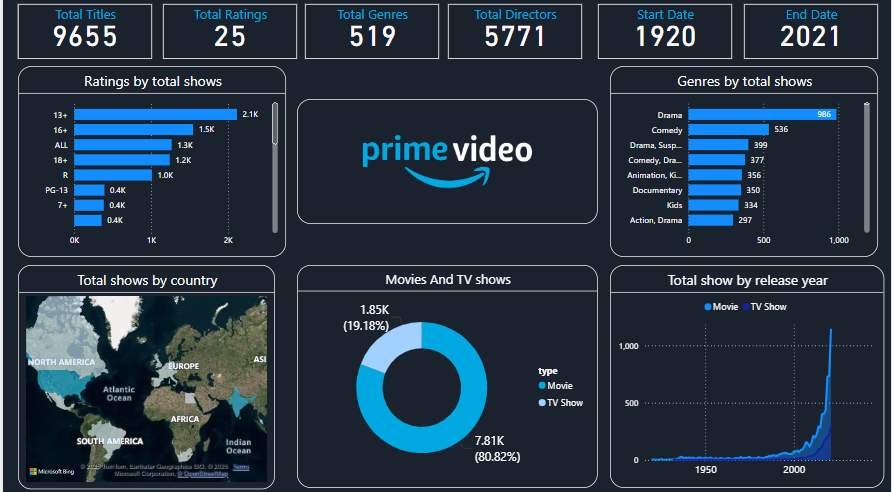 Total Titles
9655
Total Ratings
25
Total Genres
519
Total Directors
5771
Start Date
1920
End Date
2021
Ratings by total shows
13+ 2.1K
16+ 1.5K
ALL 1.3K
18+ 1.2K
R 1.0K
PG-13 0.4K
7+ 0.4K
0.4K
0K 1K 2K
prime video
Genres by total shows
Drama 986
Comedy 536
Drama, Susp... 399
Comedy, Dra... 377
Animation, Ki... 356
Documentary 350
Kids 334
Action, Drama 297
0 500 1,000
Total shows by country
NORTH AMERICA
EUROPE
ASI
Atlantic
Ocean
AFRICA
SOUTH AMERICA
Indian
Ocean
Microsoft Bing
TomTom, Earthstar Geographics SIO, © 2025 Terms
Microsoft Corporation, © OpenStreetMap
Movies And TV shows
1.85K
(19.18%)
type
Movie
TV Show
7.81K
(80.82%)
Total show by release year
Movie TV Show
1,000
500
0
1950 2000